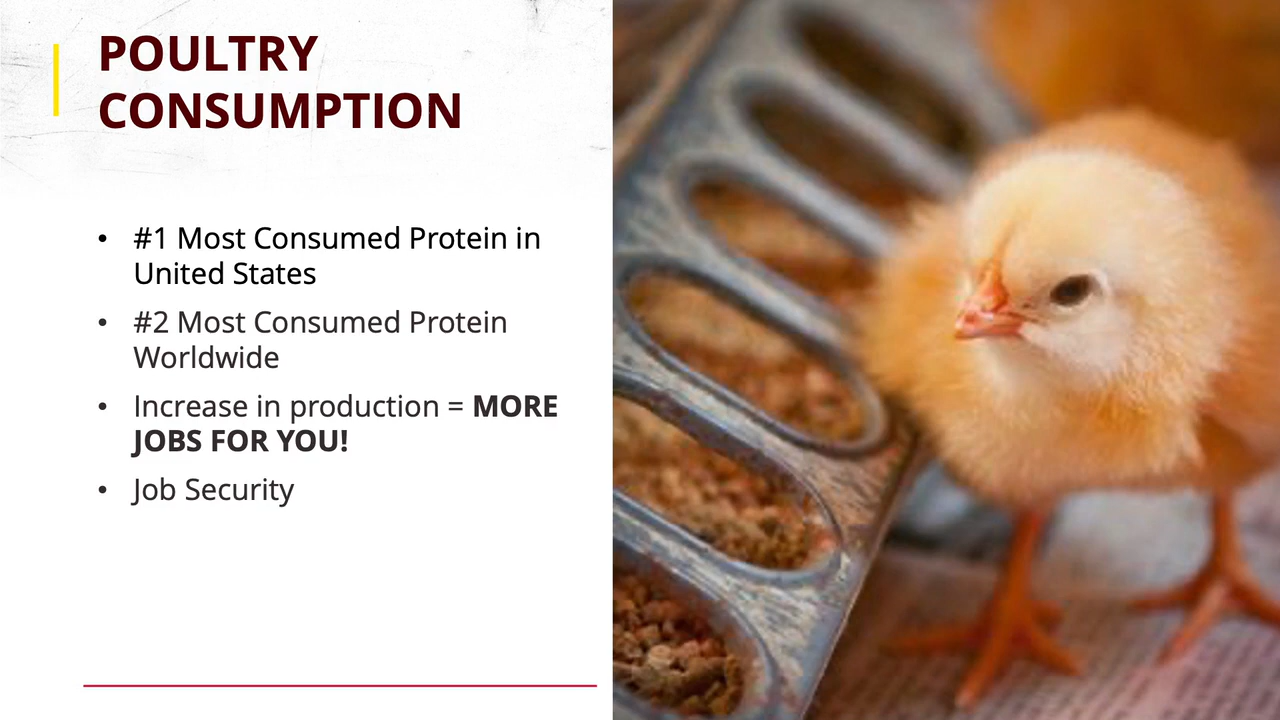 POULTRY
CONSUMPTION
• #1 Most Consumed Protein in
United States
• #2 Most Consumed Protein
Worldwide
• Increase in production = MORE
JOBS FOR YOU!
• Job Security